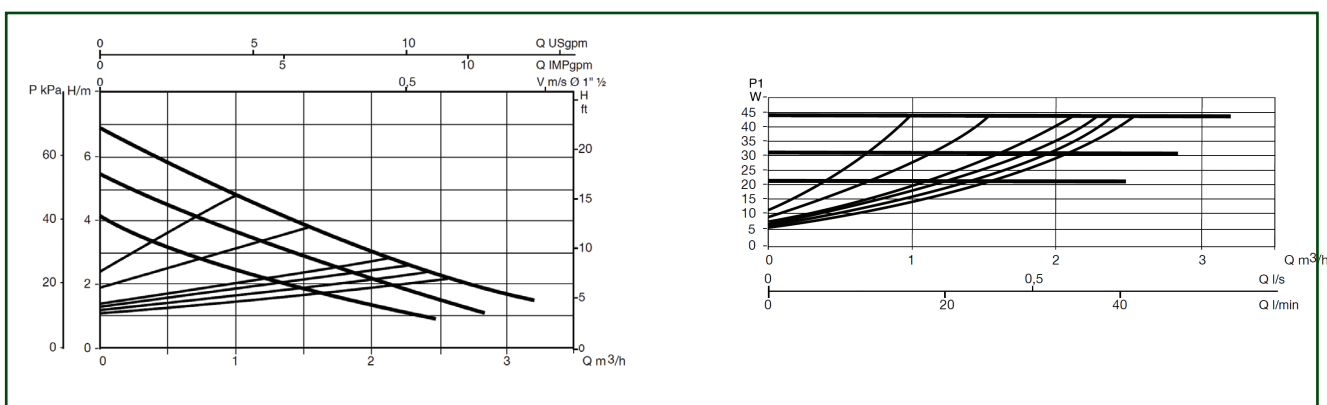 0 5 10 Q USgpm
0 5 10 Q IMPgpm
0 0,5 V m/s Ø 1" ½
P kPa H/m H
ft
60 6 20
15
40 4
10
20 2
5
0 0 0
0 1 2 3 Q m3/h
P1
W
45
40
35
30
25
20
15
10
5
0
1 2 3 Q m3/h
0 0,5 Q l/s
0 20 40 Q l/min